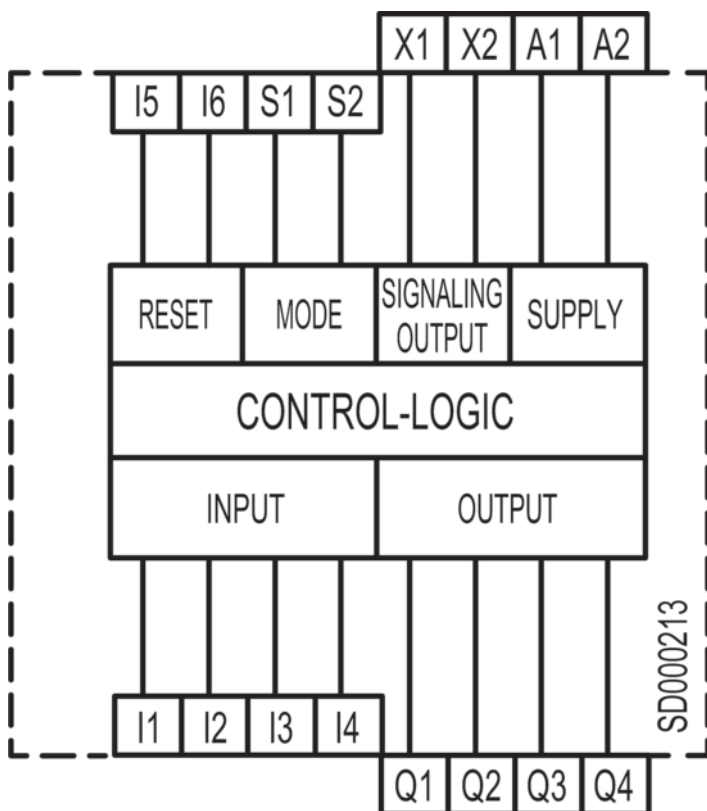 X1 X2 A1 A2
I5 I6 S1 S2
RESET MODE SIGNALING OUTPUT SUPPLY
CONTROL-LOGIC
INPUT OUTPUT
SD000213
I1 I2 I3 I4
Q1 Q2 Q3 Q4